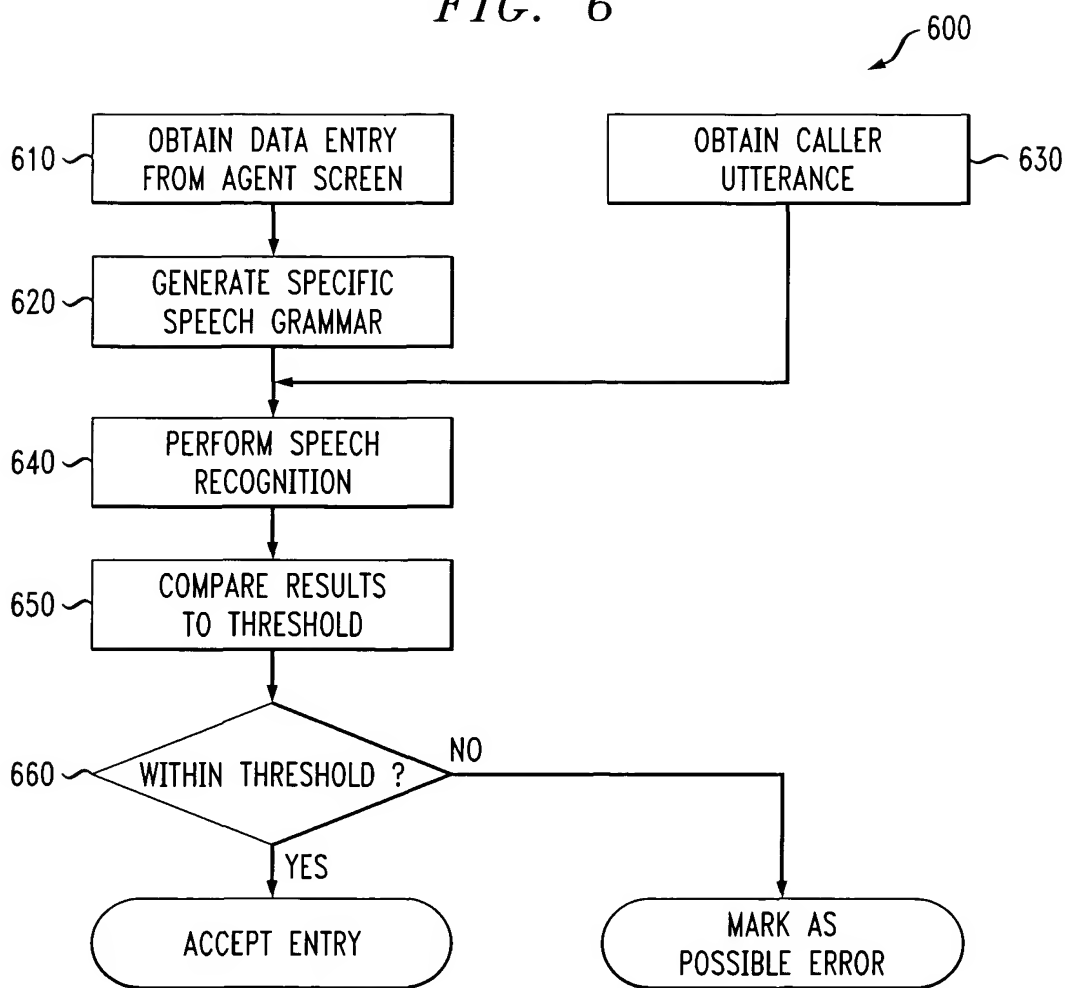 FIG. 6
600
610
OBTAIN DATA ENTRY
FROM AGENT SCREEN
OBTAIN CALLER
UTTERANCE
630
620
GENERATE SPECIFIC
SPEECH GRAMMAR
640
PERFORM SPEECH
RECOGNITION
650
COMPARE RESULTS
TO THRESHOLD
660
WITHIN THRESHOLD ?
NO
YES
ACCEPT ENTRY
MARK AS
POSSIBLE ERROR